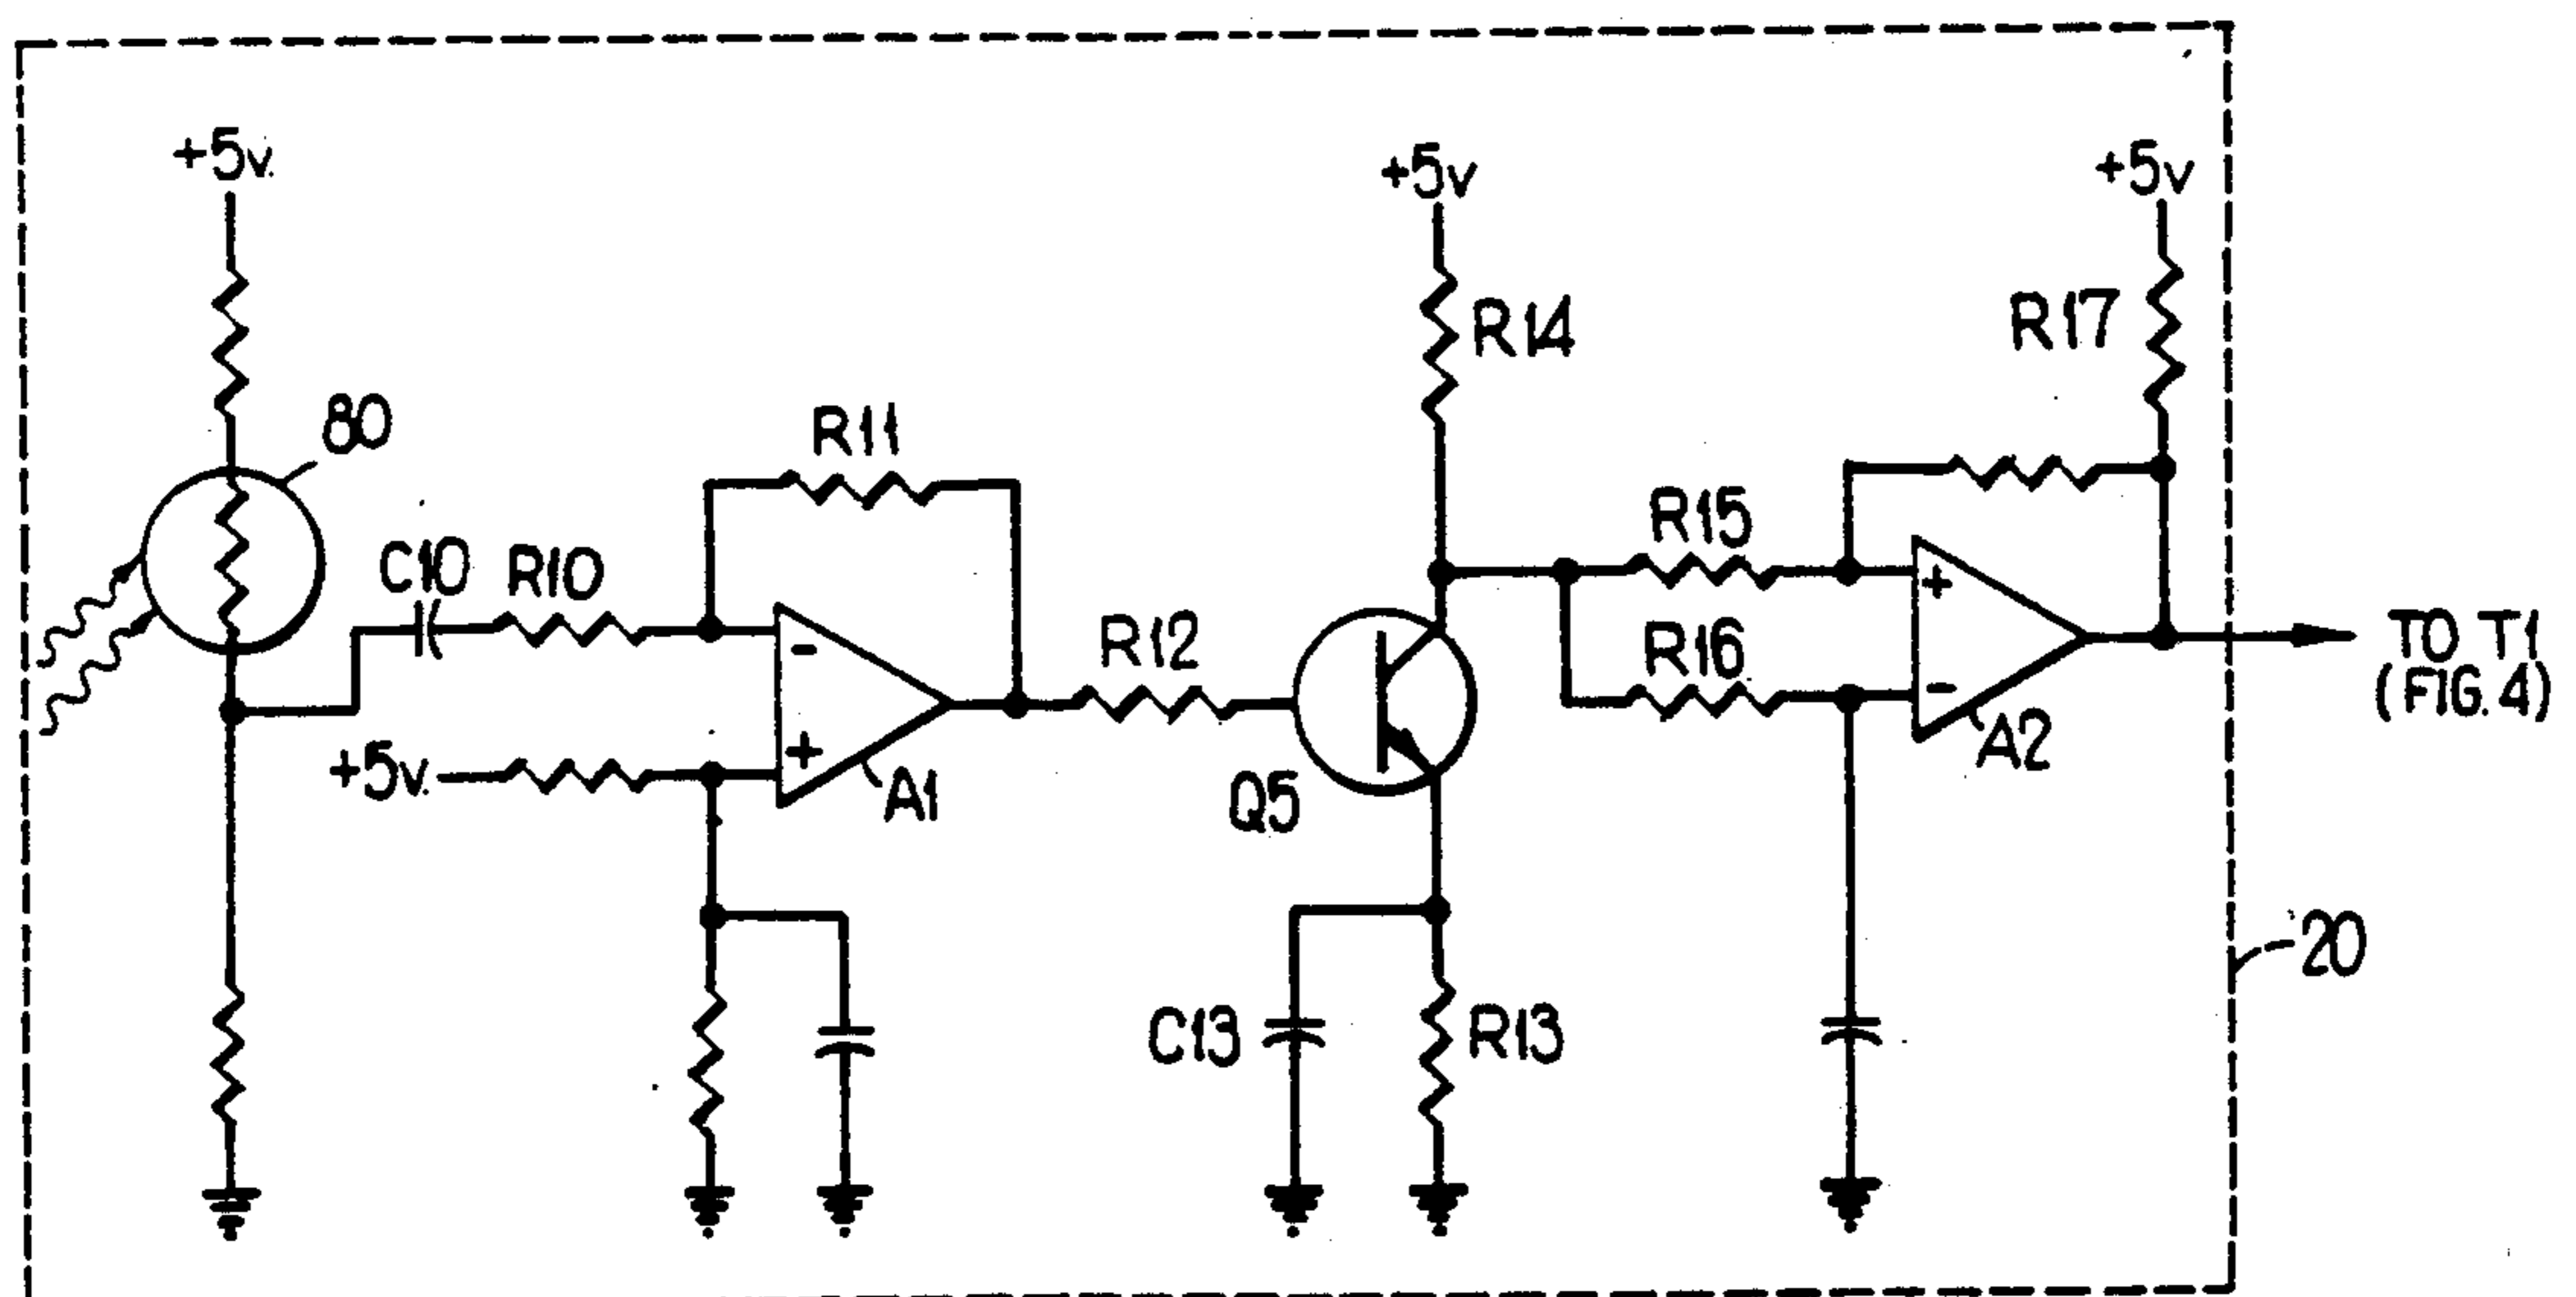 +5v
+5v
+5v
80
R11
R14
R17
C10
R10
R15
R12
R16
-
+
+
-
+5v
A1
Q5
A2
TO T1
(FIG. 4)
20
C13
R13